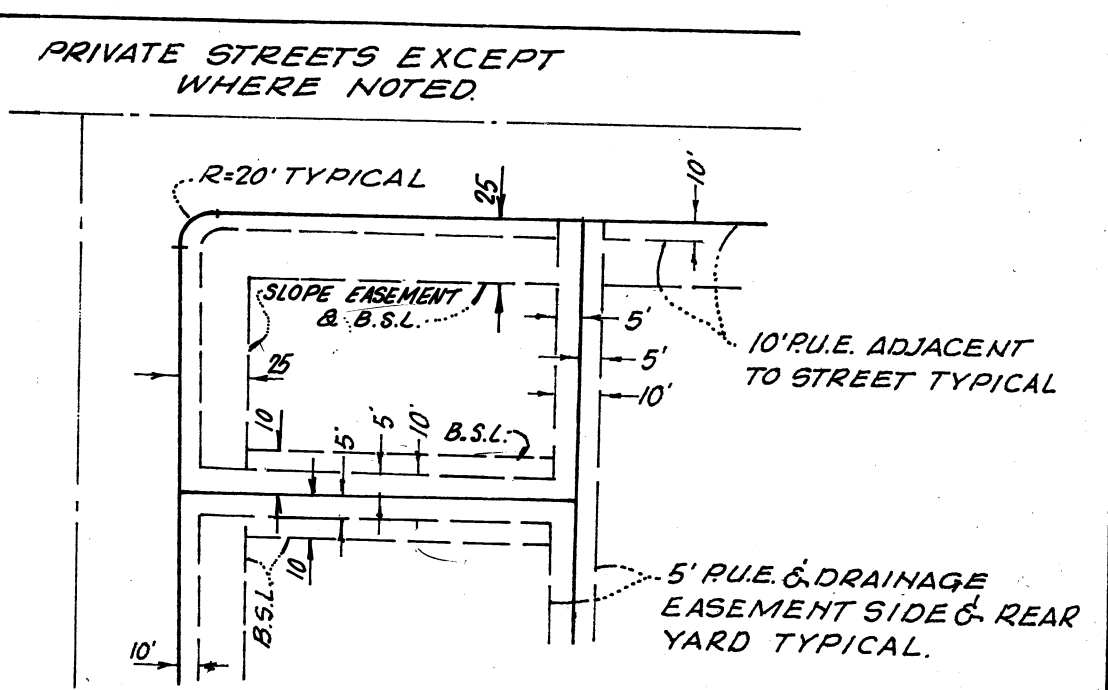 PRIVATE STREETS EXCEPT
WHERE NOTED.
R=20' TYPICAL
25
10'
SLOPE EASEMENT
& B.S.L.
5'
10' P.U.E. ADJACENT
TO STREET TYPICAL
5'
25
10'
10
5'
5'
10'
B.S.L.
10
B.S.L.
5' P.U.E. & DRAINAGE
EASEMENT SIDE & REAR
YARD TYPICAL.
10'